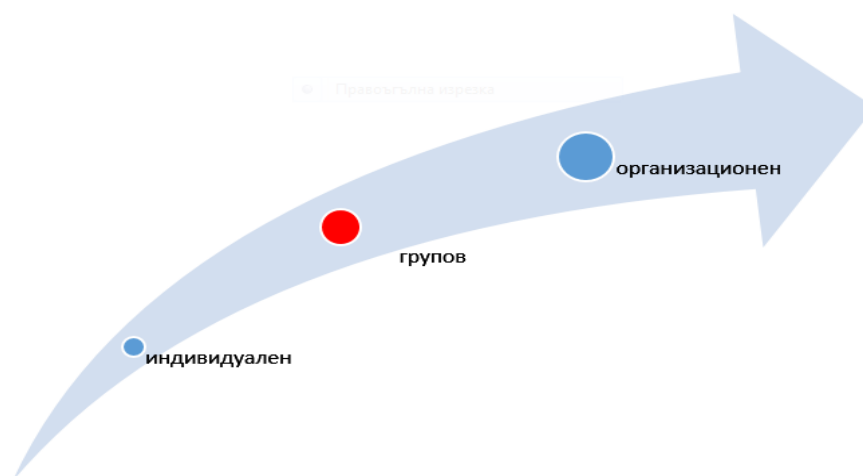 Правоъгълна изрезка
организационен
групов
индивидуален